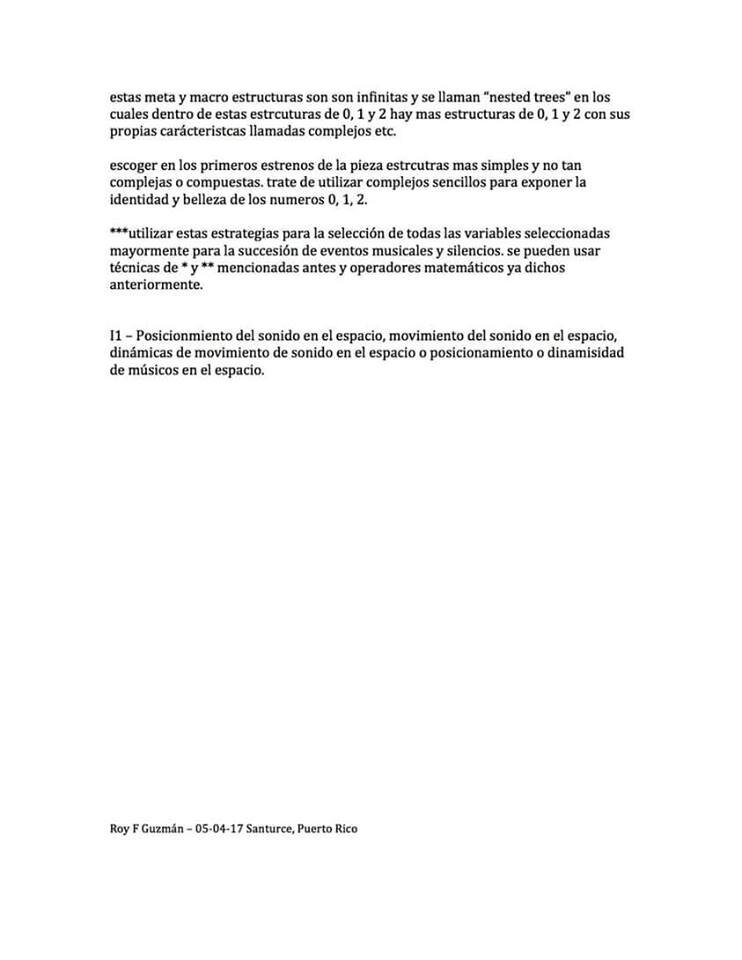 estas meta y macro estructuras son son infinitas y se llaman “nested trees” en los
cuales dentro de estas estrcuturas de 0, 1 y 2 hay mas estructuras de 0, 1 y 2 con sus
propias carácteristcas llamadas complejos etc.
escoger en los primeros estrenos de la pieza estrcutras mas simples y no tan
complejas o compuestas. trate de utilizar complejos sencillos para exponer la
identidad y belleza de los numeros 0, 1, 2.
***utilizar estas estrategias para la selección de todas las variables seleccionadas
mayormente para la succesión de eventos musicales y silencios. se pueden usar
técnicas de * y ** mencionadas antes y operadores matemáticos ya dichos
anteriormente.
I1 – Posicionmiento del sonido en el espacio, movimiento del sonido en el espacio,
dinámicas de movimiento de sonido en el espacio o posicionamiento o dinamisidad
de músicos en el espacio.
Roy F Guzmán – 05-04-17 Santurce, Puerto Rico